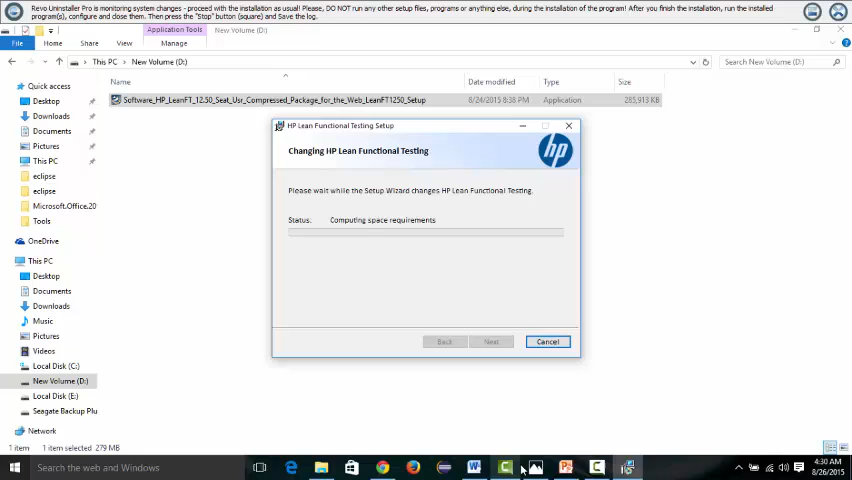 Revo Uninstaller Pro is monitoring system changes - proceed with the installation as usual! Please, DO NOT run any other setup files, programs or anything else, during the installation of the program! After you finish the installation, run the installed
program(s), configure and close them. Then press the "Stop" button (square) and Save the log.
Application Tools
New Volume (D:)
File
Home
Share
View
Manage
This PC
New Volume (D:)
Search New Volume (D:)
Name
Date modified
Type
Size
Quick access
Desktop
Downloads
Documents
Pictures
This PC
eclipse
eclipse
Microsoft.Office.20
Tools
OneDrive
This PC
Desktop
Documents
Downloads
Music
Pictures
Videos
Local Disk (C:)
New Volume (D:)
Local Disk (E:)
Seagate Backup Plu
Network
Software_HP_LeanFT_12.50_Seat_Usr_Compressed_Package_for_the_Web_LeanFT1250_Setup
8/24/2015 8:38 PM
Application
285,913 KB
HP Lean Functional Testing Setup
Changing HP Lean Functional Testing
hp
Please wait while the Setup Wizard changes HP Lean Functional Testing.
Status:
Computing space requirements
Back
Next
Cancel
1 item
1 item selected 279 MB
Search the web and Windows
4:30 AM
8/26/2015